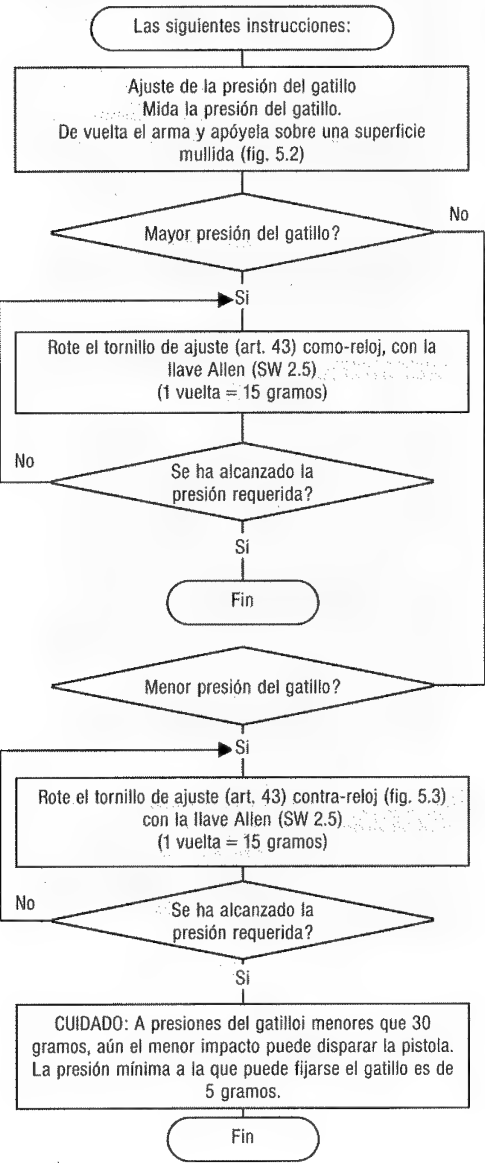 Las siguientes instrucciones:
Ajuste de la presión del gatillo
Mida la presión del gatillo.
De vuelta el arma y apóyela sobre una superficie
mullida (fig. 5.2)
Mayor presión del gatillo?
No
Si
Rote el tornillo de ajuste (art. 43) como-reloj, con la
llave Allen (SW 2.5)
(1 vuelta = 15 gramos)
No
Se ha alcanzado la
presión requerida?
Sí
Fin
Menor presión del gatillo?
Si
Rote el tornillo de ajuste (art. 43) contra-reloj (fig. 5.3)
con la llave Allen (SW 2.5)
(1 vuelta = 15 gramos)
No
Se ha alcanzado la
presión requerida?
Si
CUIDADO: A presiones del gatilloi menores que 30
gramos, aún el menor impacto puede disparar la pistola.
La presión mínima a la que puede fijarse el gatillo es de
5 gramos.
Fin